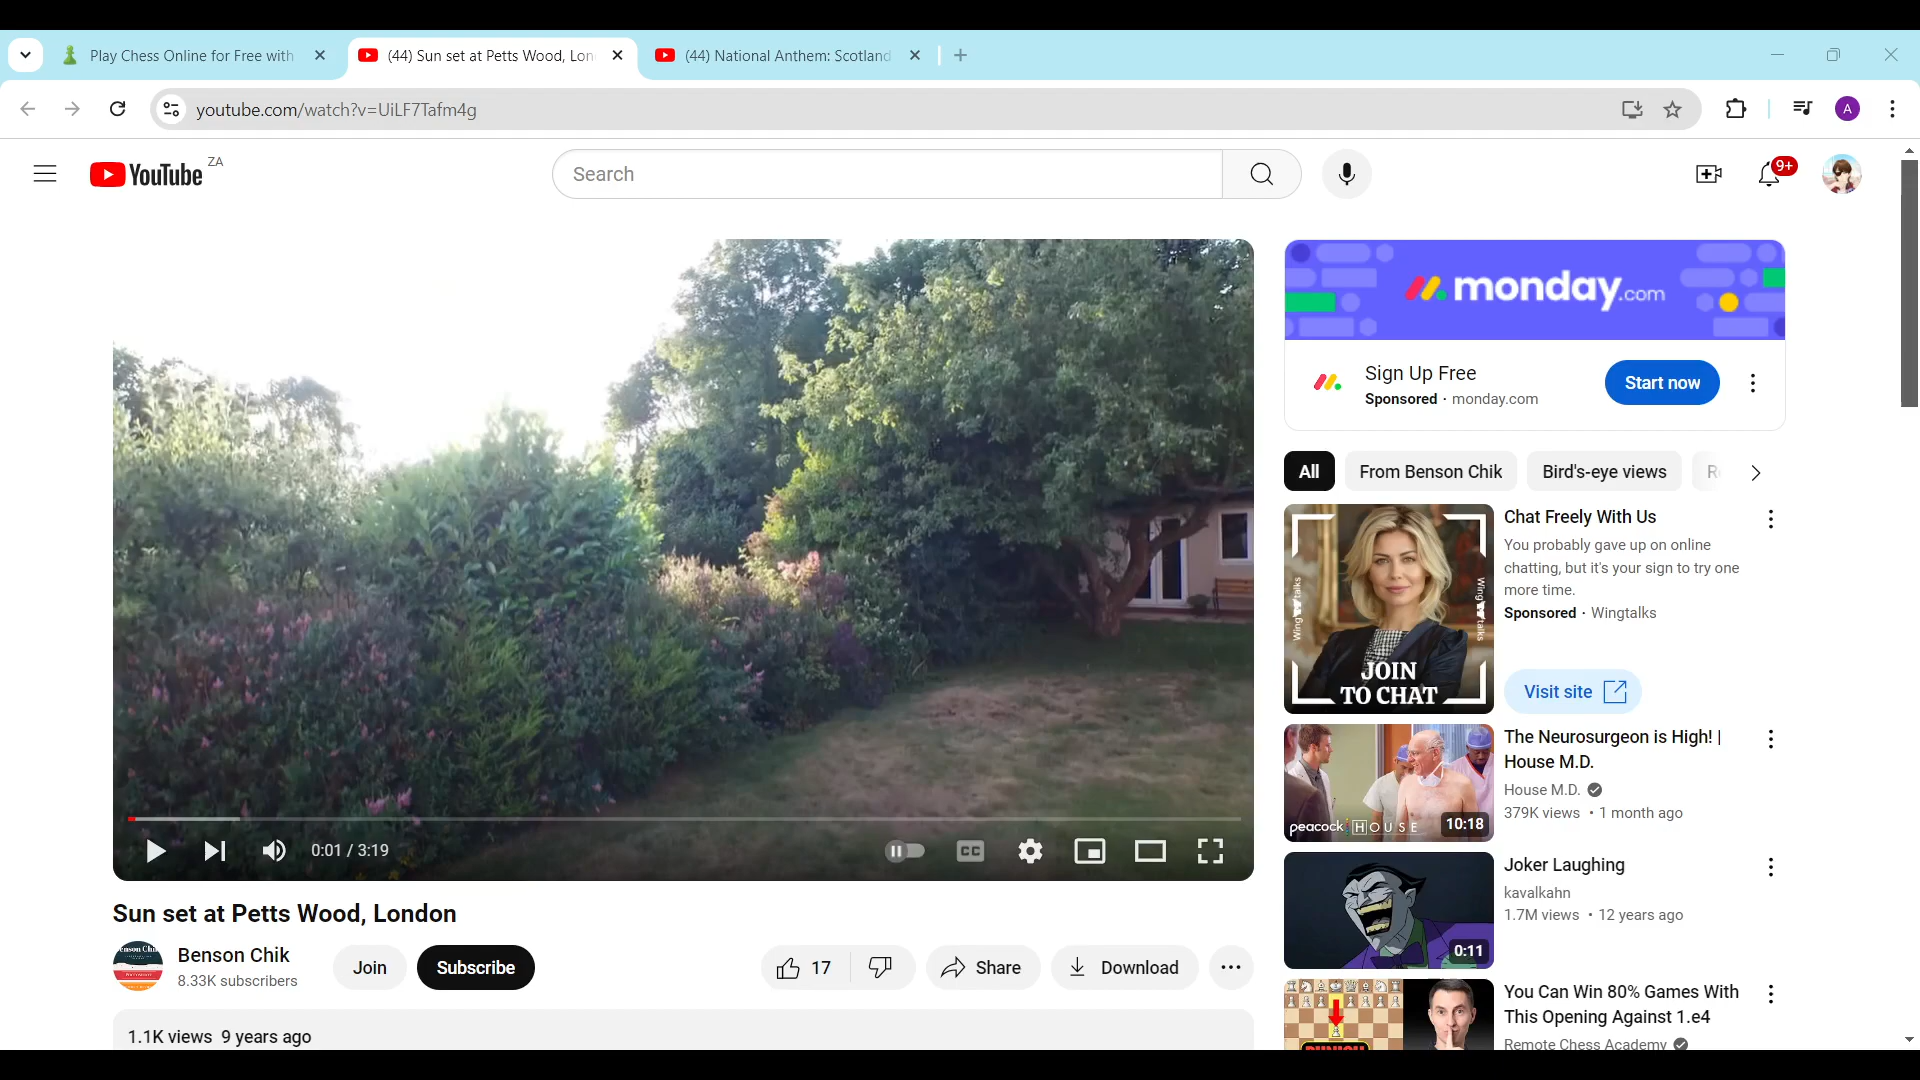 Play Chess Online for Free with
(44) Sun set at Petts Wood, Lon
(44) National Anthem: Scotland
youtube.com/watch?v=UiLF7Tafm4g
A
YouTube ZA
Search
9+
monday.com
Sign Up Free
Sponsored · monday.com
Start now
All
From Benson Chik
Bird's-eye views
Chat Freely With Us
You probably gave up on online
chatting, but it's your sign to try one
more time.
Sponsored · Wingtalks
JOIN
TO CHAT
Visit site
The Neurosurgeon is High! |
House M.D.
House M.D.
379K views • 1 month ago
peacock HOUSE
10:18
Joker Laughing
kavalkahn
1.7M views • 12 years ago
0:11
You Can Win 80% Games With
This Opening Against 1.e4
Remote Chess Academy
0:01 / 3:19
CC
Sun set at Petts Wood, London
Benson Chik
8.33K subscribers
Join
Subscribe
17
Share
Download
1.1K views 9 years ago